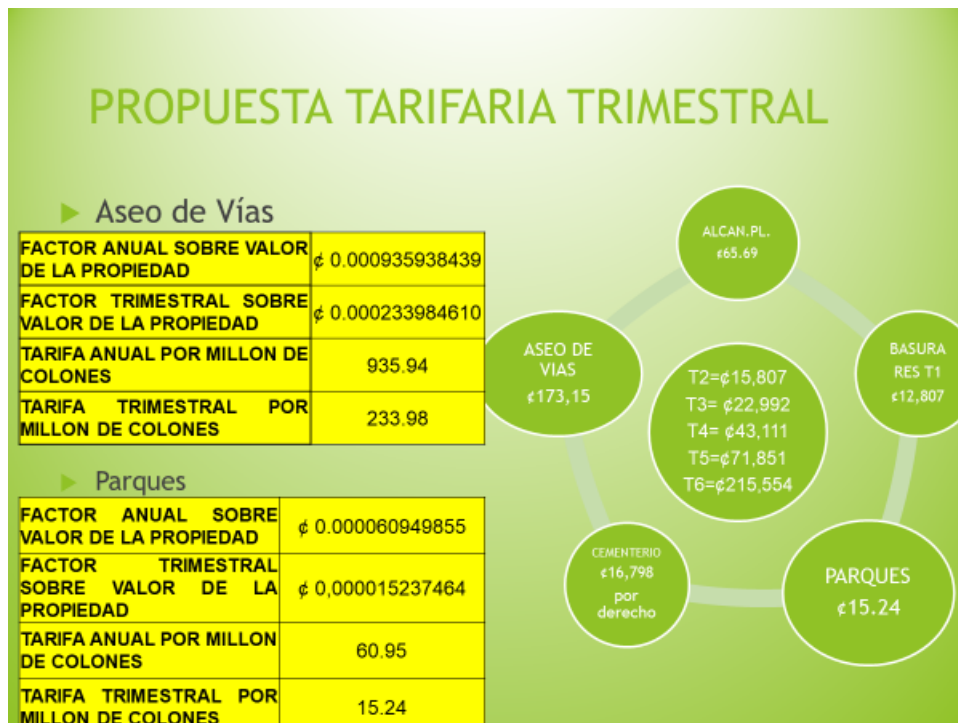 PROPUESTA TARIFARIA TRIMESTRAL
Aseo de Vías
FACTOR ANUAL SOBRE VALOR
DE LA PROPIEDAD
¢ 0.000935938439
FACTOR TRIMESTRAL SOBRE
VALOR DE LA PROPIEDAD
¢ 0.000233984610
TARIFA ANUAL POR MILLON DE
COLONES
935.94
TARIFA TRIMESTRAL POR
MILLON DE COLONES
233.98
Parques
FACTOR ANUAL SOBRE
VALOR DE LA PROPIEDAD
¢ 0.000060949855
FACTOR TRIMESTRAL
SOBRE VALOR DE LA
PROPIEDAD
¢ 0,000015237464
TARIFA ANUAL POR MILLON
DE COLONES
60.95
TARIFA TRIMESTRAL POR
MILLON DE COLONES
15.24
ALCAN.PL.
¢65.69
BASURA
RES T1
¢12,807
PARQUES
¢15.24
CEMENTERIO
¢16,798
por
derecho
ASEO DE
VIAS
¢173,15
T2=¢15,807
T3= ¢22,992
T4= ¢43,111
T5=¢71,851
T6=¢215,554